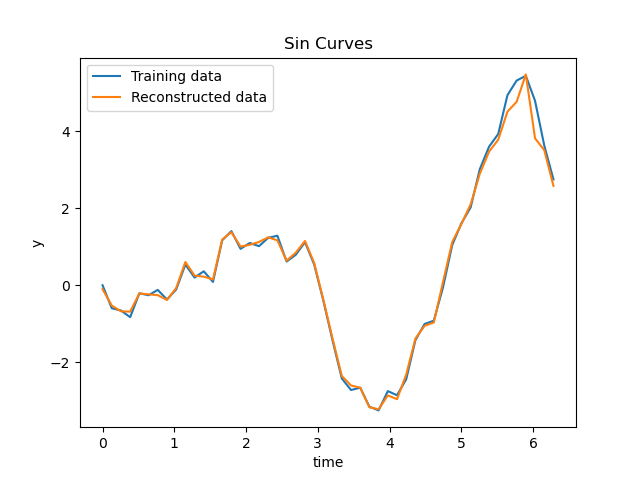 Sin Curves
Training data
Reconstructed data
4
2
0
−2
y
0 1 2 3 4 5 6
time